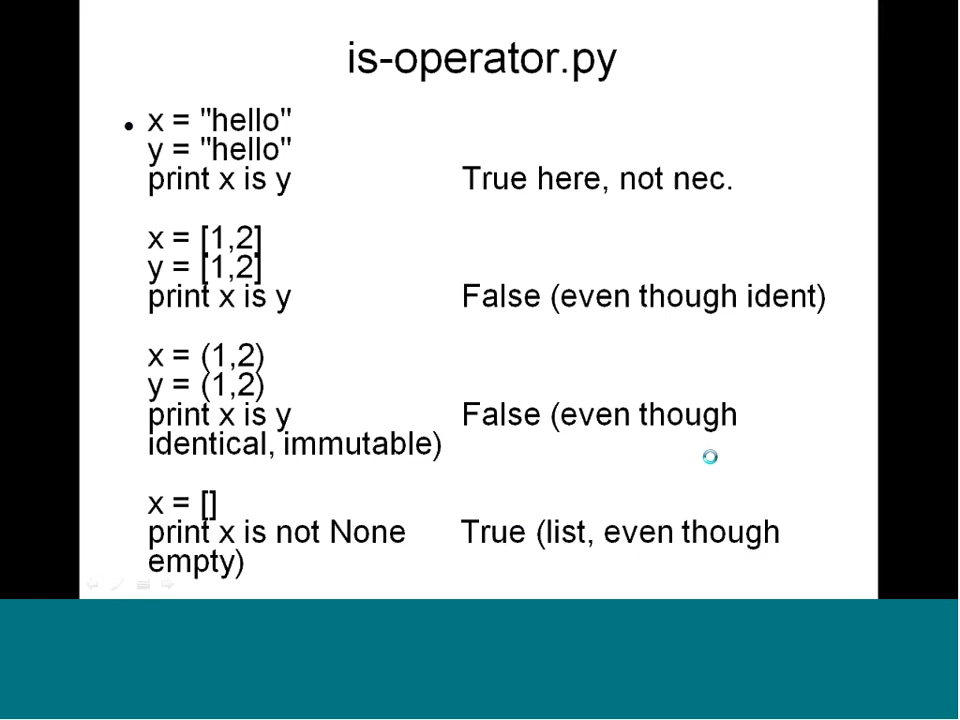 is-operator.py
• x = "hello"
y = "hello"
print x is y True here, not nec.
x = [1,2]
y = [1,2]
print x is y False (even though ident)
x = (1,2)
y = (1,2)
print x is y False (even though
identical, immutable)
x = []
print x is not None True (list, even though
empty)